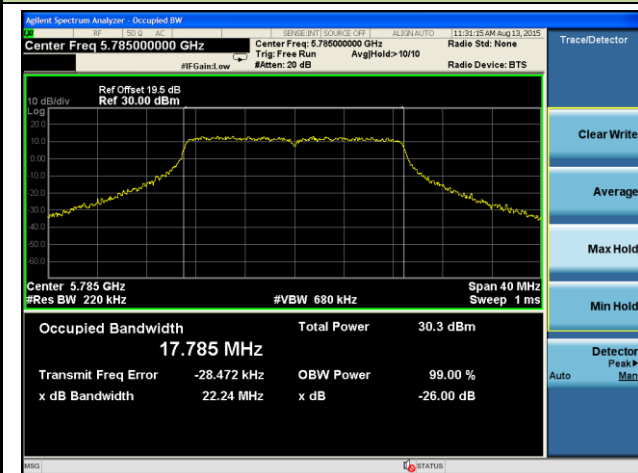 Agilent Spectrum Analyzer - Occupied BW
RF 50 Ω AC SENSE:INT SOURCE OFF ALIGN AUTO 11:31:15 AM Aug 13, 2015
Center Freq 5.785000000 GHz Center Freq: 5.785000000 GHz Radio Std: None Trace/Detector
Trig: Free Run Avg|Hold:>10/10
#IFGain:Low #Atten: 20 dB Radio Device: BTS
Ref Offset 19.5 dB
10 dB/div Ref 30.00 dBm
Log
20.0
10.0
0.00
-10.0
-20.0
-30.0
-40.0
-50.0
-60.0
Clear Write
Average
Max Hold
Min Hold
Detector
Peak▶
Auto Man
Center 5.785 GHz Span 40 MHz
#Res BW 220 kHz #VBW 680 kHz Sweep 1 ms
Occupied Bandwidth Total Power 30.3 dBm
17.785 MHz
Transmit Freq Error -28.472 kHz OBW Power 99.00 %
x dB Bandwidth 22.24 MHz x dB -26.00 dB
MSG STATUS